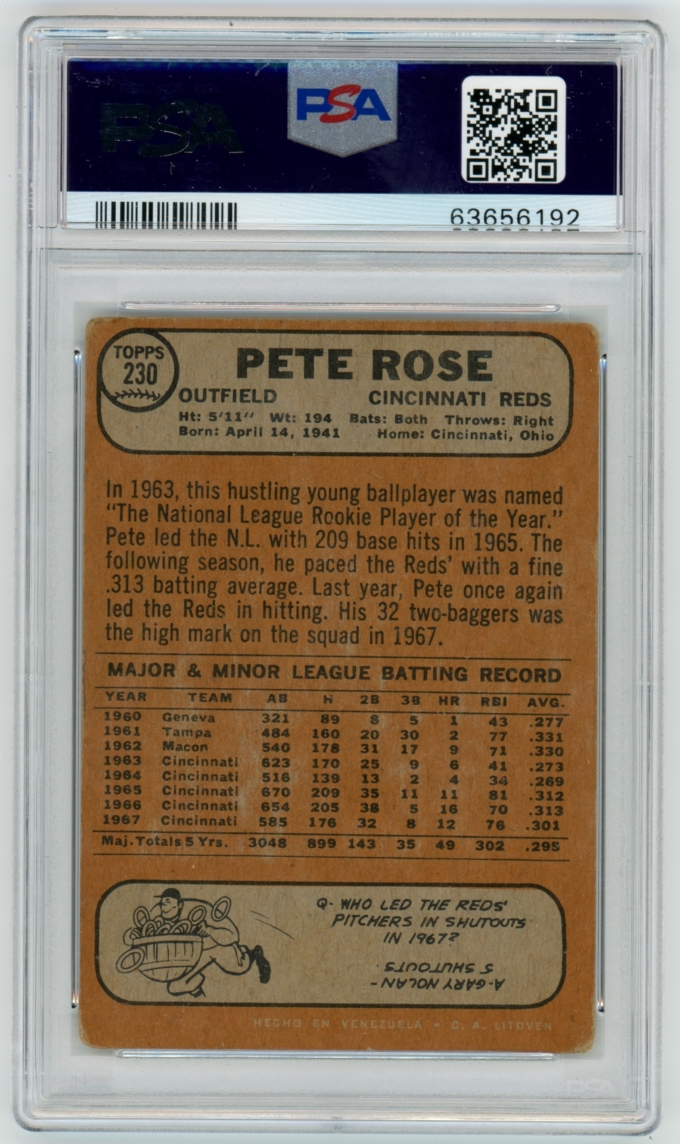 PSA
PSA
63656192
TOPPS
230
PETE ROSE
OUTFIELD CINCINNATI REDS
Ht: 5'11" Wt: 194 Bats: Both Throws: Right
Born: April 14, 1941 Home: Cincinnati, Ohio
In 1963, this hustling young ballplayer was named
"The National League Rookie Player of the Year."
Pete led the N.L. with 209 base hits in 1965. The
following season, he paced the Reds' with a fine
.313 batting average. Last year, Pete once again
led the Reds in hitting. His 32 two-baggers was
the high mark on the squad in 1967.
MAJOR & MINOR LEAGUE BATTING RECORD
YEAR TEAM AB H 2B 3B HR RBI AVG.
1960 Geneva 321 89 8 5 1 43 .277
1961 Tampa 484 160 20 30 2 77 .331
1962 Macon 540 178 31 17 9 71 .330
1963 Cincinnati 623 170 25 9 6 41 .273
1964 Cincinnati 516 139 13 2 4 34 .269
1965 Cincinnati 670 209 35 11 11 81 .312
1966 Cincinnati 654 205 38 5 16 70 .313
1967 Cincinnati 585 176 32 8 12 76 .301
Maj. Totals 5 Yrs. 3048 899 143 35 49 302 .295
Q- WHO LED THE REDS'
PITCHERS IN SHUTOUTS
IN 1967?
A-GARY NOLAN-
5 SHUTOUTS.
HECHO EN VENEZUELA - C. A. LITOVEN
PSA